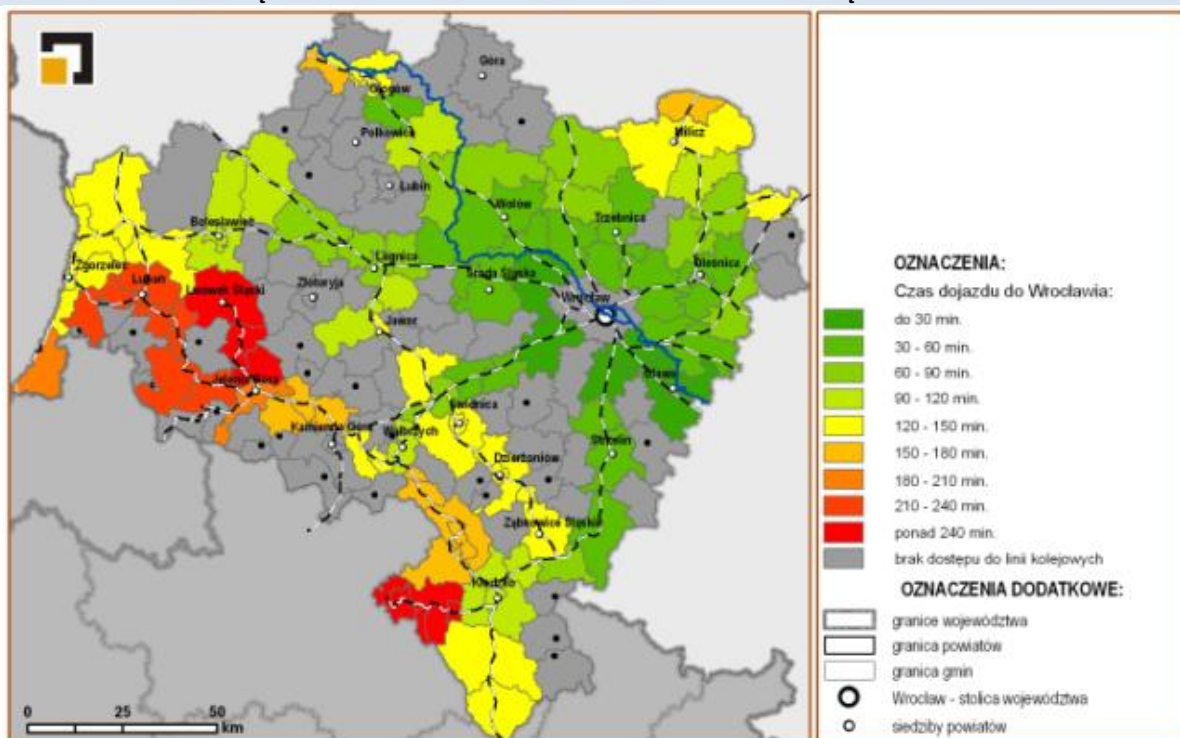 Góra
Głogów
Polkowice
Milicz
Lubin
Wołów
Trzebnica
Bolesławiec
Legnica
Oleśnica
Zgorzelec
Środa Śląska
Lubań
Lwówek Śląski
Złotoryja
Wrocław
Jawor
Oława
Jelenia Góra
Świdnica
Kamienna Góra
Wałbrzych
Strzelin
Dzierżoniów
Ząbkowice Śląskie
Kłodzko
0 25 50
km
OZNACZENIA:
Czas dojazdu do Wrocławia:
do 30 min.
30 - 60 min.
60 - 90 min.
90 - 120 min.
120 - 150 min.
150 - 180 min.
180 - 210 min.
210 - 240 min.
ponad 240 min.
brak dostępu do linii kolejowych
OZNACZENIA DODATKOWE:
granice województwa
granica powiatów
granica gmin
Wrocław - stolica województwa
siedziby powiatów